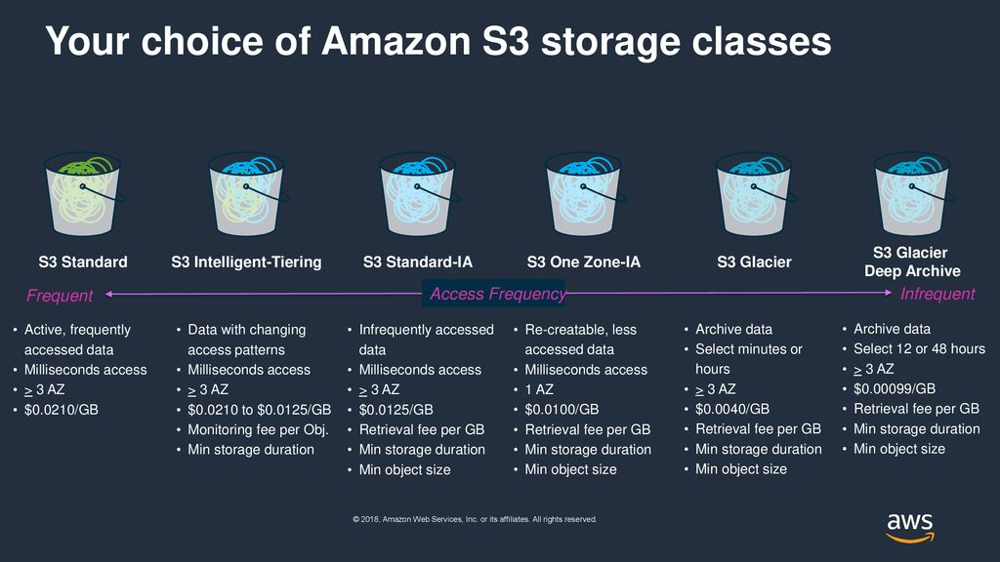 Your choice of Amazon S3 storage classes
S3 Standard
S3 Intelligent-Tiering
S3 Standard-IA
S3 One Zone-IA
S3 Glacier
S3 Glacier
Deep Archive
Frequent
Access Frequency
Infrequent
• Active, frequently
accessed data
• Milliseconds access
• > 3 AZ
• $0.0210/GB
• Data with changing
access patterns
• Milliseconds access
• > 3 AZ
• $0.0210 to $0.0125/GB
• Monitoring fee per Obj.
• Min storage duration
• Infrequently accessed
data
• Milliseconds access
• > 3 AZ
• $0.0125/GB
• Retrieval fee per GB
• Min storage duration
• Min object size
• Re-creatable, less
accessed data
• Milliseconds access
• 1 AZ
• $0.0100/GB
• Retrieval fee per GB
• Min storage duration
• Min object size
• Archive data
• Select minutes or
hours
• > 3 AZ
• $0.0040/GB
• Retrieval fee per GB
• Min storage duration
• Min object size
• Archive data
• Select 12 or 48 hours
• > 3 AZ
• $0.00099/GB
• Retrieval fee per GB
• Min storage duration
• Min object size
© 2018, Amazon Web Services, Inc. or its affiliates. All rights reserved.
aws